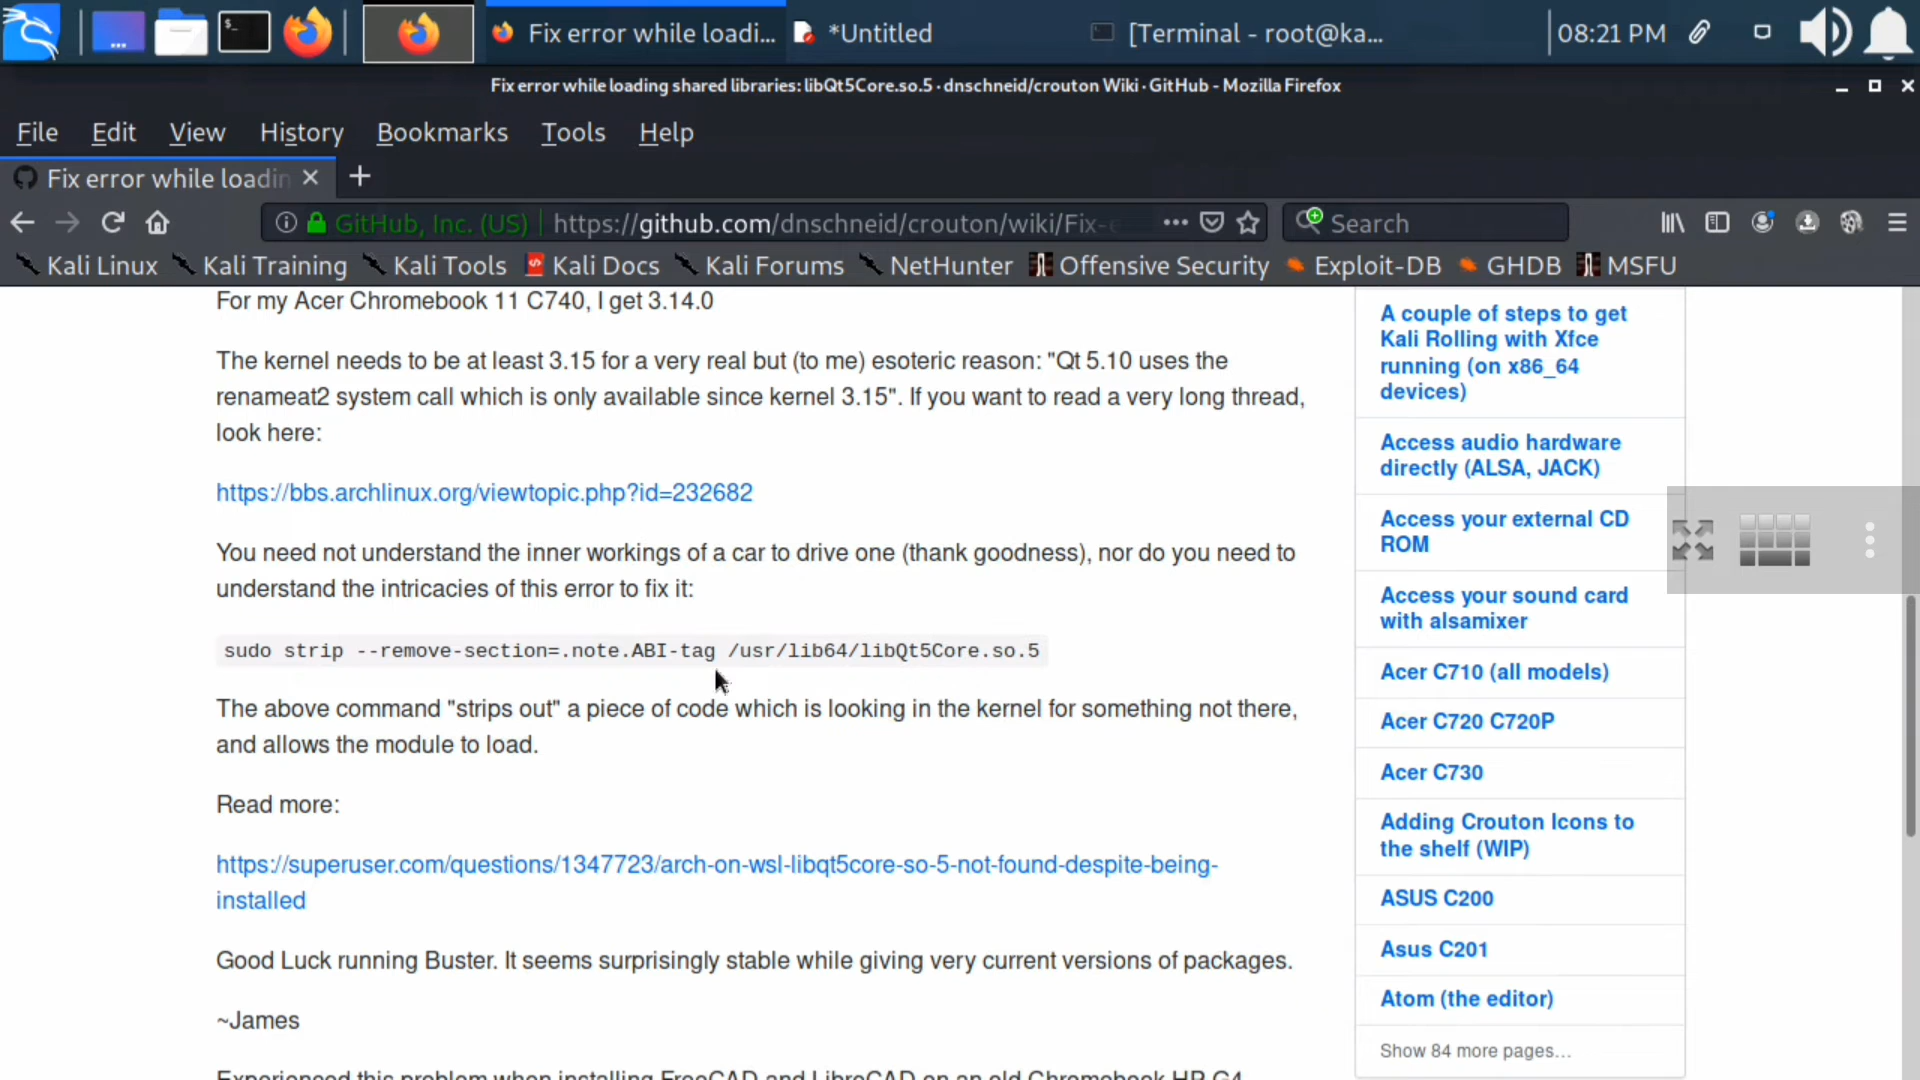 Fix error while loadi...
*Untitled
[Terminal - root@ka...
08:21 PM
Fix error while loading shared libraries: libQt5Core.so.5 · dnschneid/crouton Wiki · GitHub - Mozilla Firefox
File Edit View History Bookmarks Tools Help
Fix error while loadin
GitHub, Inc. (US) https://github.com/dnschneid/crouton/wiki/Fix-e
Search
Kali Linux Kali Training Kali Tools Kali Docs Kali Forums NetHunter Offensive Security Exploit-DB GHDB MSFU
For my Acer Chromebook 11 C740, I get 3.14.0
The kernel needs to be at least 3.15 for a very real but (to me) esoteric reason: "Qt 5.10 uses the
renameat2 system call which is only available since kernel 3.15". If you want to read a very long thread,
look here:
https://bbs.archlinux.org/viewtopic.php?id=232682
You need not understand the inner workings of a car to drive one (thank goodness), nor do you need to
understand the intricacies of this error to fix it:
sudo strip --remove-section=.note.ABI-tag /usr/lib64/libQt5Core.so.5
The above command "strips out" a piece of code which is looking in the kernel for something not there,
and allows the module to load.
Read more:
https://superuser.com/questions/1347723/arch-on-wsl-libqt5core-so-5-not-found-despite-being-
installed
Good Luck running Buster. It seems surprisingly stable while giving very current versions of packages.
~James
Experienced this problem when installing FreeCAD and LibreCAD on an old Chromebook HP G4
A couple of steps to get
Kali Rolling with Xfce
running (on x86_64
devices)
Access audio hardware
directly (ALSA, JACK)
Access your external CD
ROM
Access your sound card
with alsamixer
Acer C710 (all models)
Acer C720 C720P
Acer C730
Adding Crouton Icons to
the shelf (WIP)
ASUS C200
Asus C201
Atom (the editor)
Show 84 more pages...